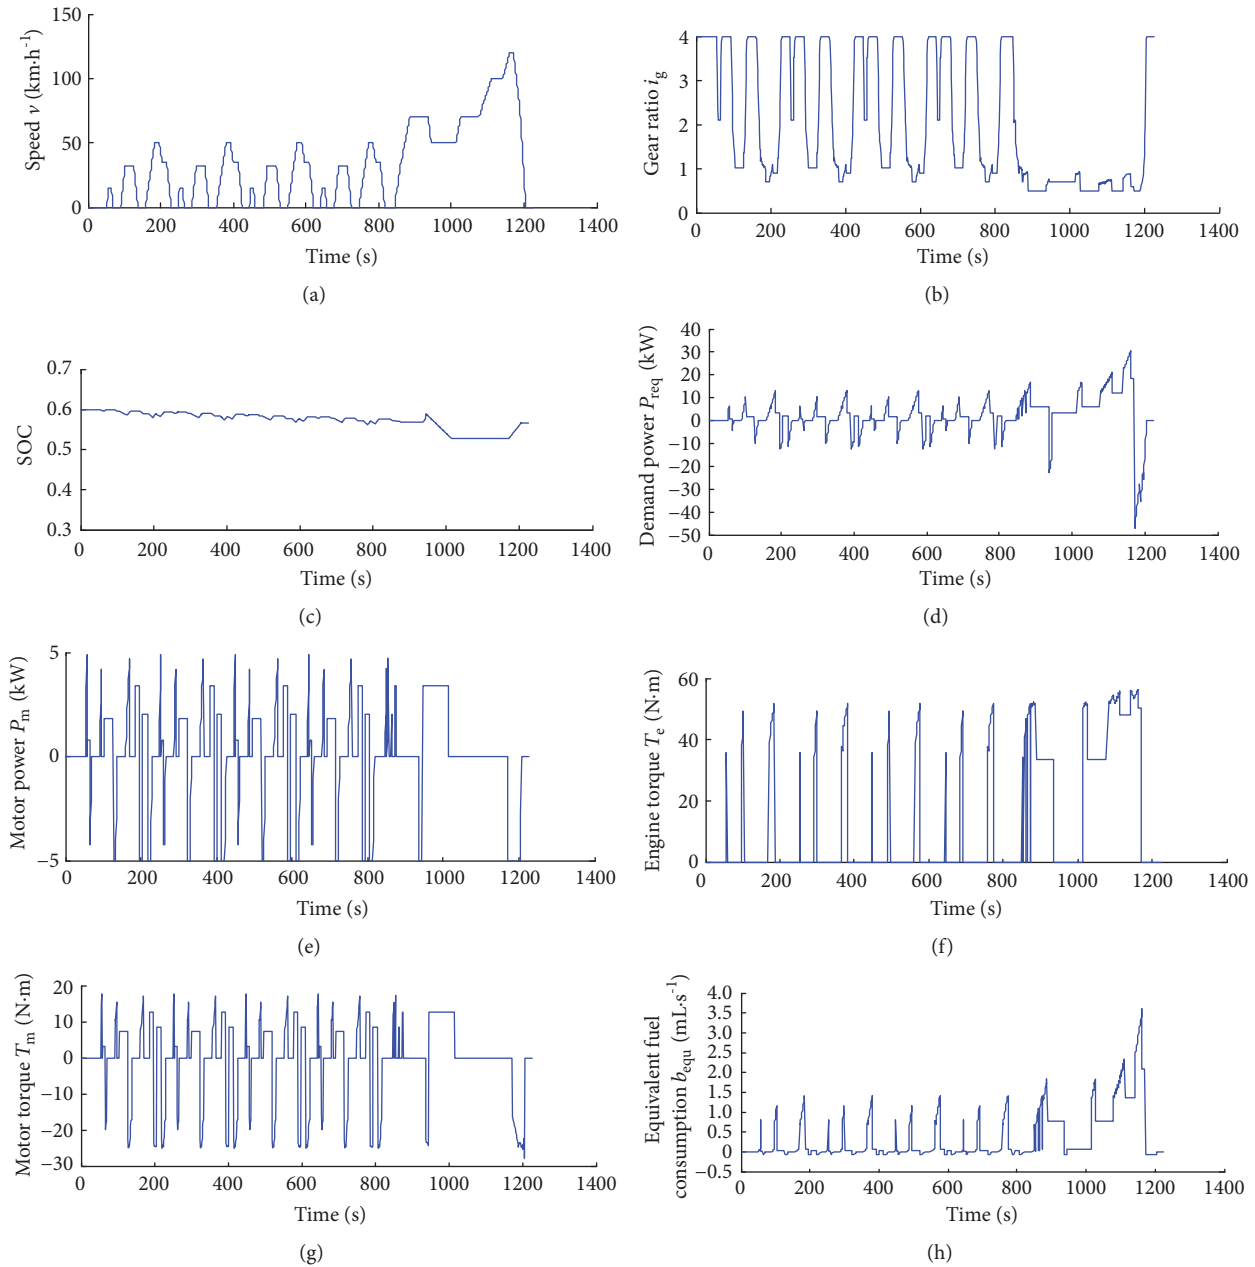 150
100
50
0
Speed v (km·h⁻¹)
0 200 400 600 800 1000 1200 1400
Time (s)
(a)
4
3
2
1
0
Gear ratio i_g
0 200 400 600 800 1000 1200 1400
Time (s)
(b)
0.7
0.6
0.5
0.4
0.3
SOC
0 200 400 600 800 1000 1200 1400
Time (s)
(c)
40
30
20
10
0
−10
−20
−30
−40
−50
Demand power P_req (kW)
0 200 400 600 800 1000 1200 1400
Time (s)
(d)
5
0
−5
Motor power P_m (kW)
0 200 400 600 800 1000 1200 1400
Time (s)
(e)
60
40
20
0
Engine torque T_e (N·m)
0 200 400 600 800 1000 1200 1400
Time (s)
(f)
20
10
0
−10
−20
−30
Motor torque T_m (N·m)
0 200 400 600 800 1000 1200 1400
Time (s)
(g)
4.0
3.5
3.0
2.5
2.0
1.5
1.0
0.5
0
−0.5
Equivalent fuel
consumption b_equ (mL·s⁻¹)
0 200 400 600 800 1000 1200 1400
Time (s)
(h)